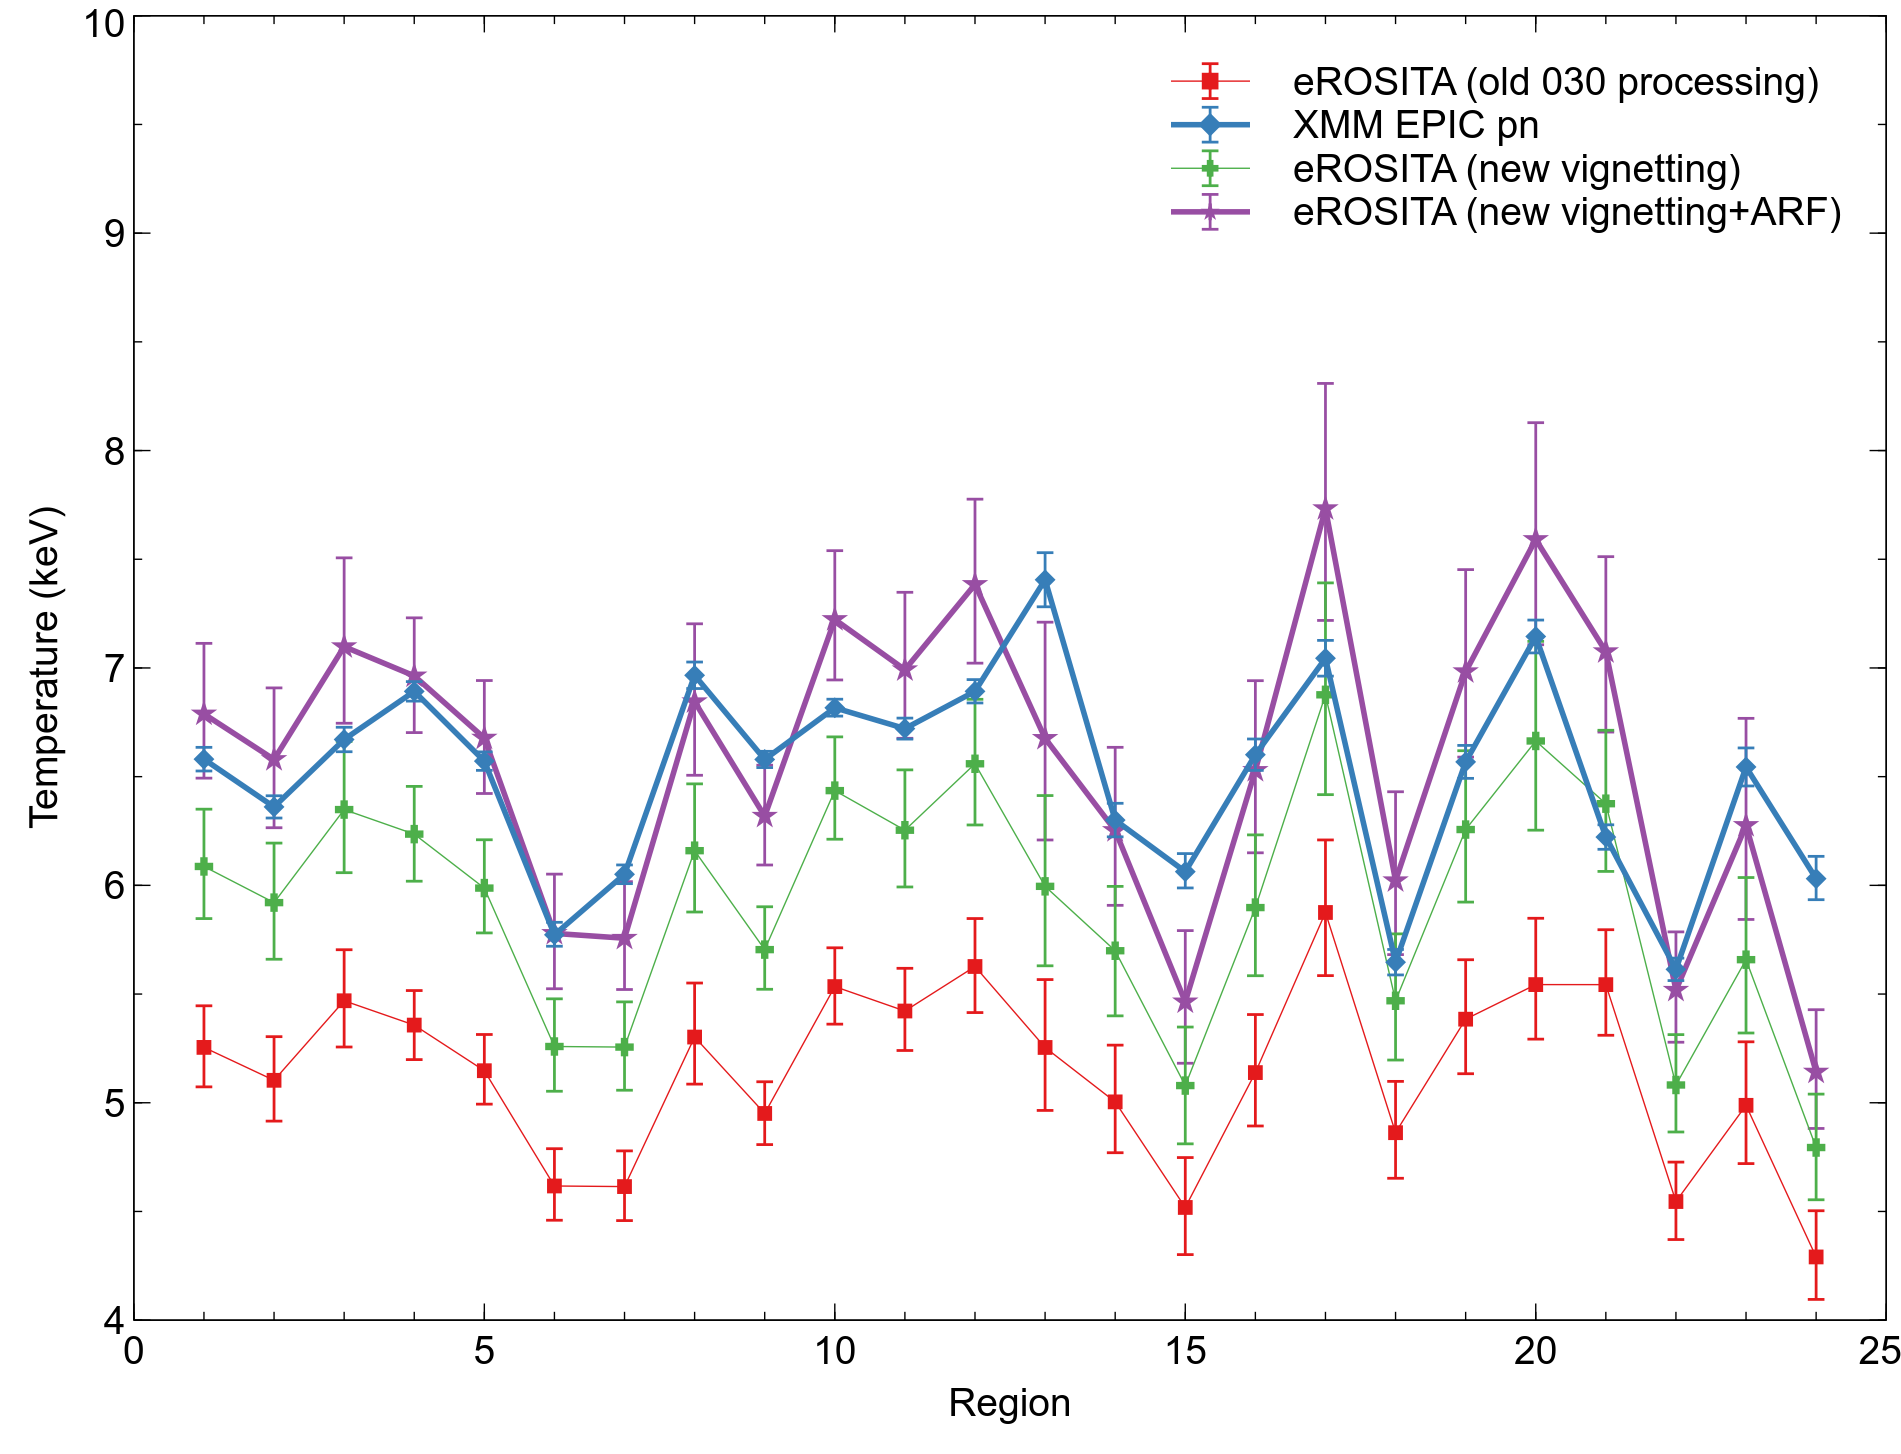 10
9
8
7
6
5
4
0
5
10
15
20
25
Temperature (keV)
Region
eROSITA (old 030 processing)
XMM EPIC pn
eROSITA (new vignetting)
eROSITA (new vignetting+ARF)